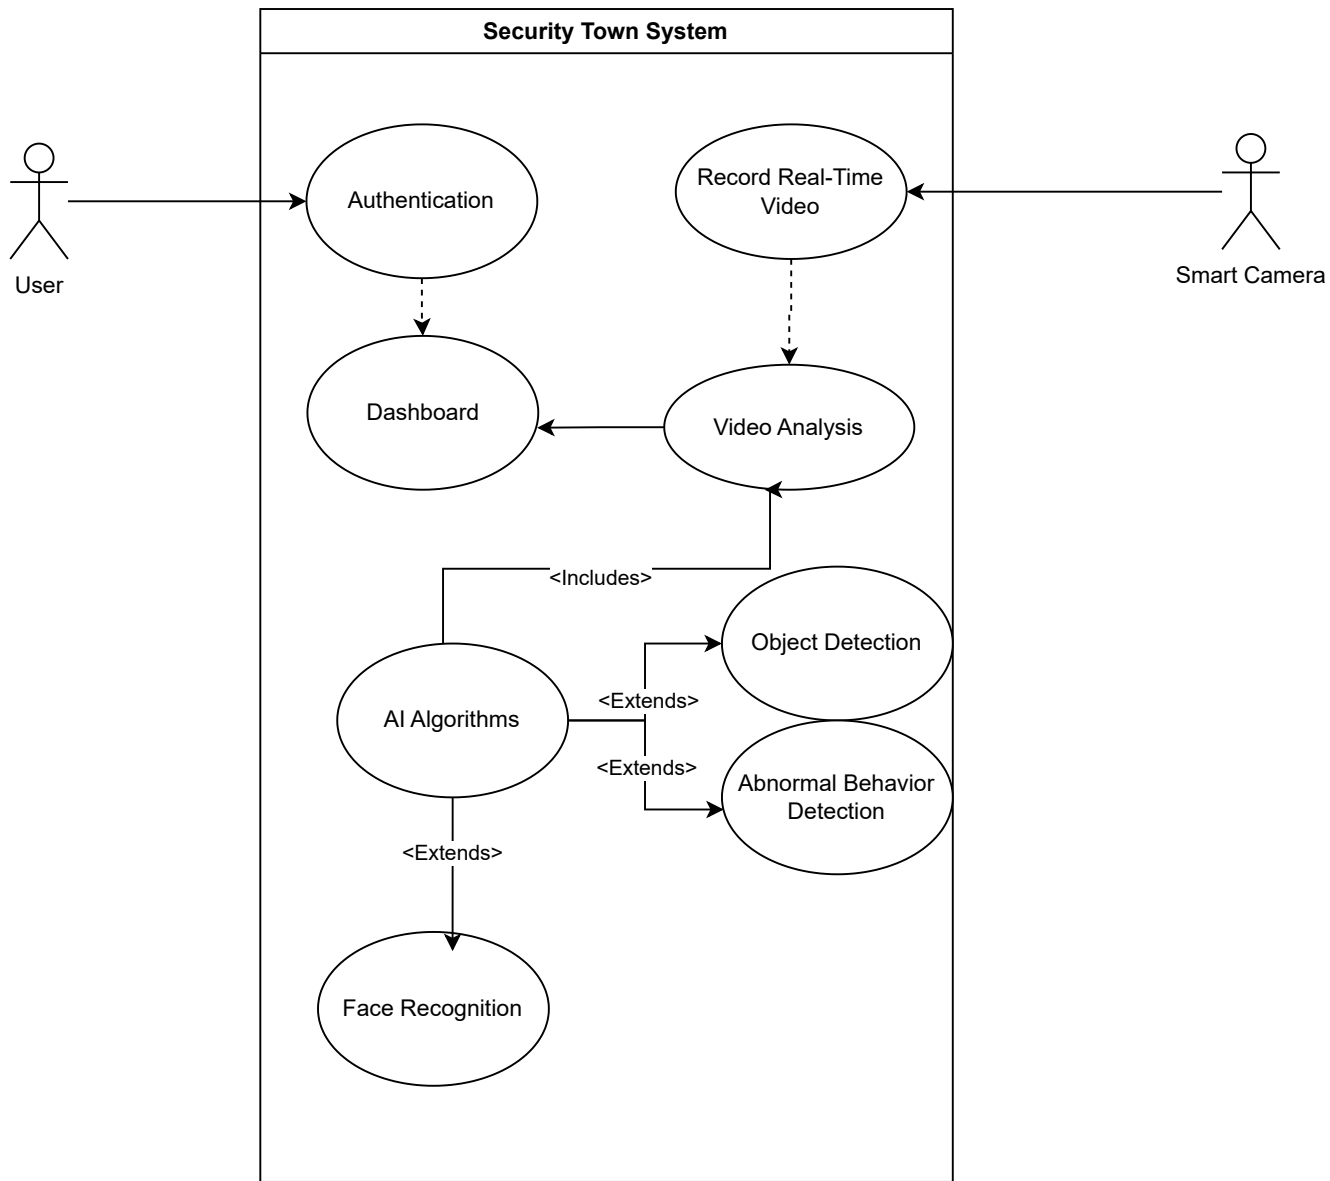 Security Town System
Authentication
Record Real-Time
Video
User
Smart Camera
Dashboard
Video Analysis
<Includes>
Object Detection
<Extends>
AI Algorithms
<Extends>
Abnormal Behavior
Detection
<Extends>
Face Recognition